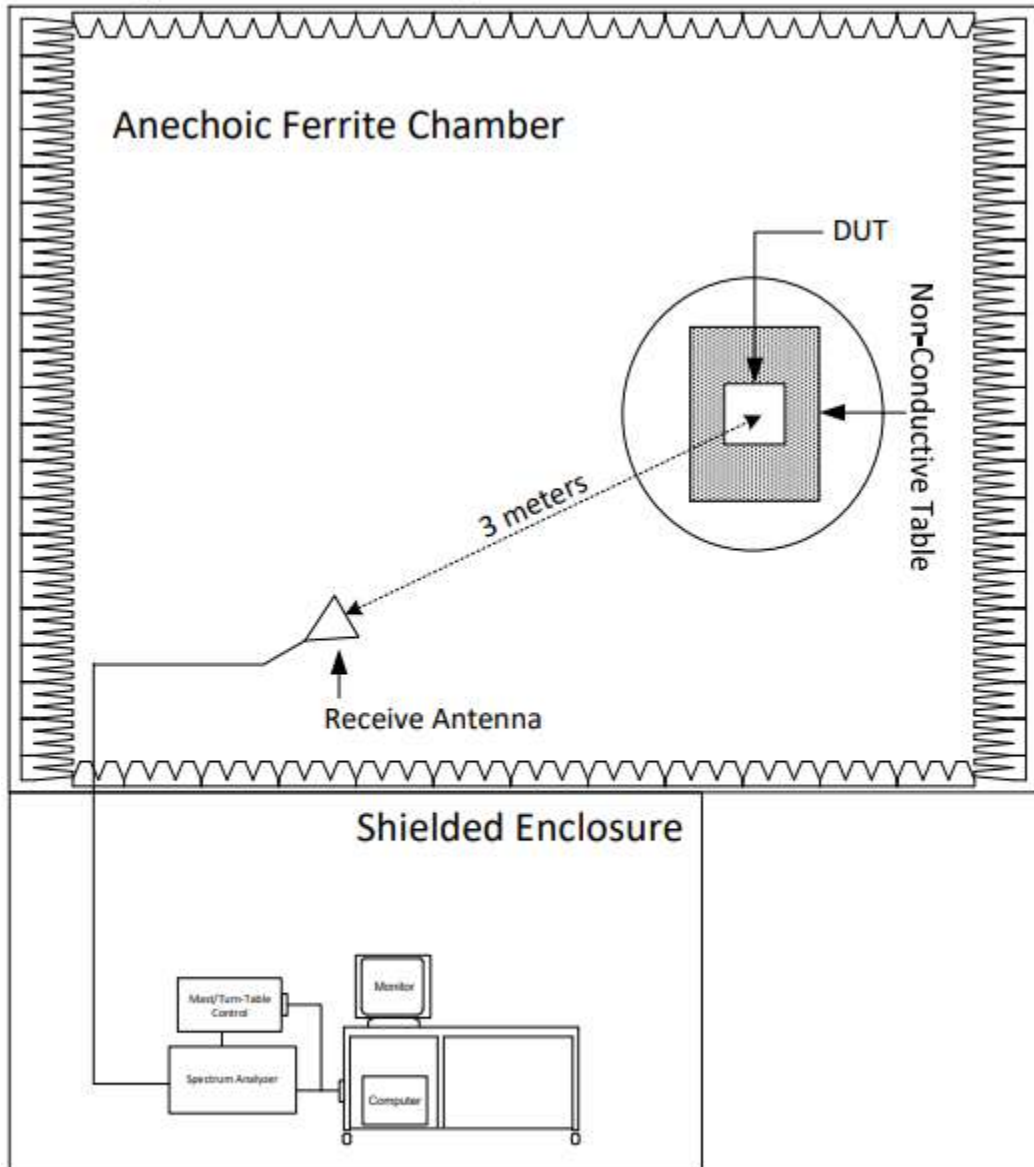 Anechoic Ferrite Chamber
DUT
Non-Conductive Table
3 meters
Receive Antenna
Shielded Enclosure
Monitor
Mast/Turn-Table
Control
Spectrum Analyzer
Computer